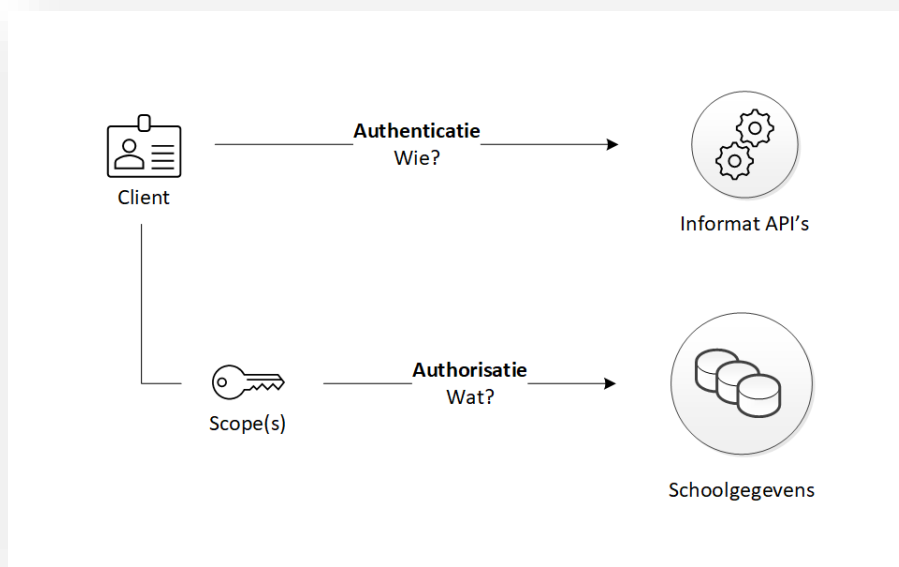 Authenticatie
Wie?
Client
Informat API's
Authorisatie
Wat?
Scope(s)
Schoolgegevens